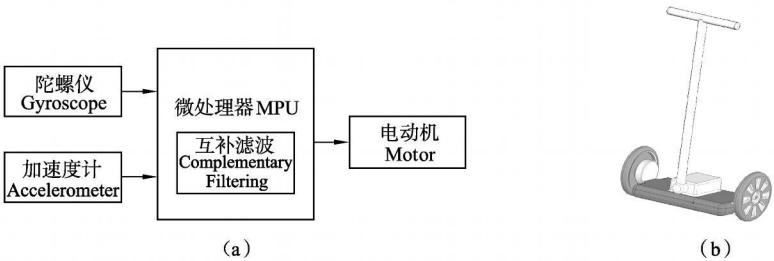 陀螺仪
Gyroscope
加速度计
Accelerometer
微处理器MPU
互补滤波
Complementary
Filtering
电动机
Motor
(a)
(b)